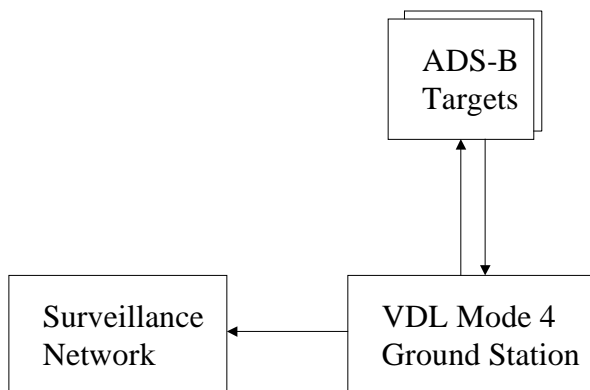 ADS-B
Targets
Surveillance
Network
VDL Mode 4
Ground Station